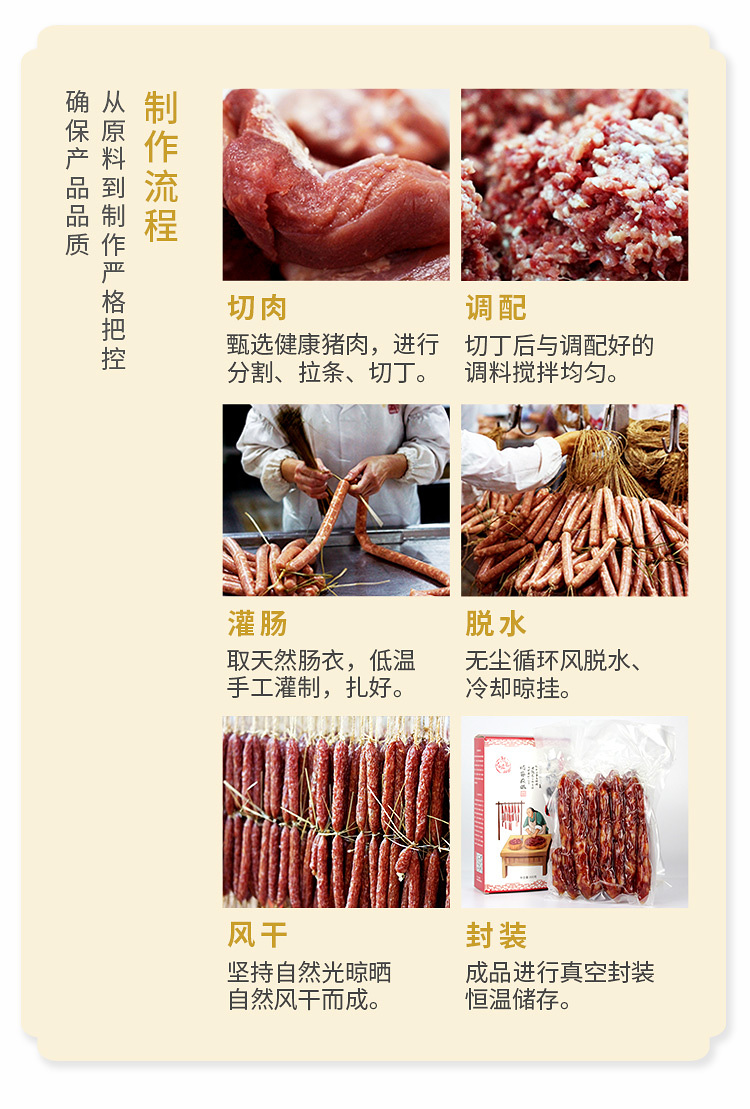 制作流程
从原料到制作严格把控
确保产品品质
切肉
甄选健康猪肉，进行
分割、拉条、切丁。
调配
切丁后与调配好的
调料搅拌均匀。
灌肠
取天然肠衣，低温
手工灌制，扎好。
脱水
无尘循环风脱水、
冷却晾挂。
风干
坚持自然光晾晒
自然风干而成。
封装
成品进行真空封装
恒温储存。